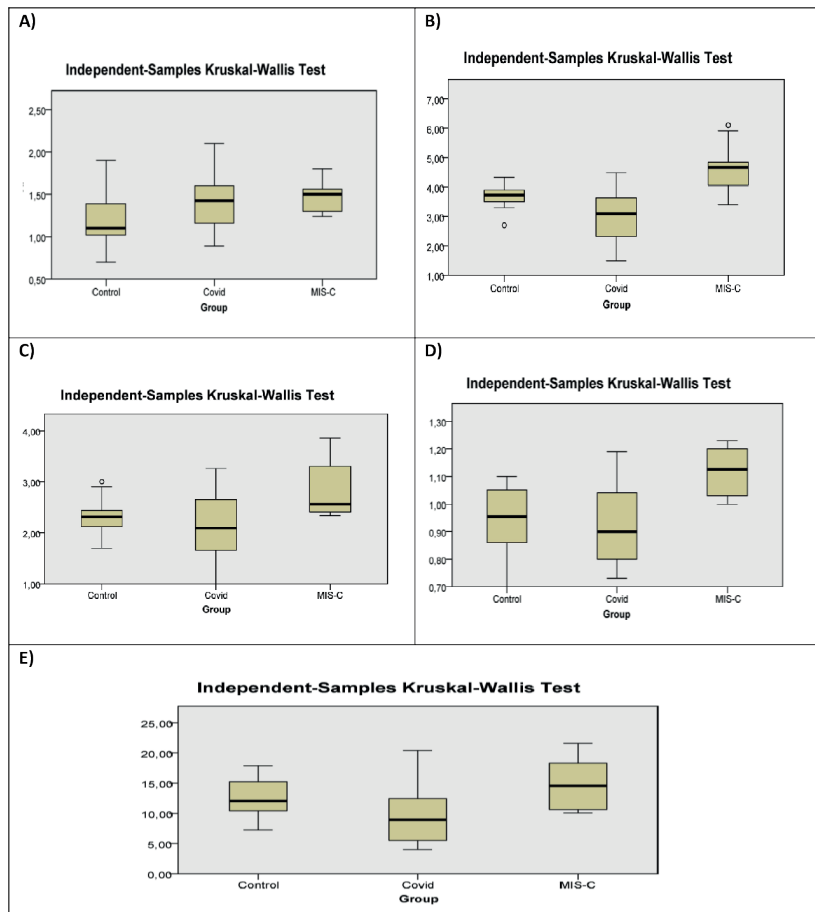 A)
Independent-Samples Kruskal-Wallis Test
2,50
2,00
1,50
1,00
0,50
Control Covid MIS-C
Group
B)
Independent-Samples Kruskal-Wallis Test
7,00
6,00
5,00
4,00
3,00
2,00
1,00
Control Covid MIS-C
Group
C)
Independent-Samples Kruskal-Wallis Test
4,00
3,00
2,00
1,00
Control Covid MIS-C
Group
D)
Independent-Samples Kruskal-Wallis Test
1,30
1,20
1,10
1,00
0,90
0,80
0,70
Control Covid MIS-C
Group
E)
Independent-Samples Kruskal-Wallis Test
25,00
20,00
15,00
10,00
5,00
0,00
Control Covid MIS-C
Group